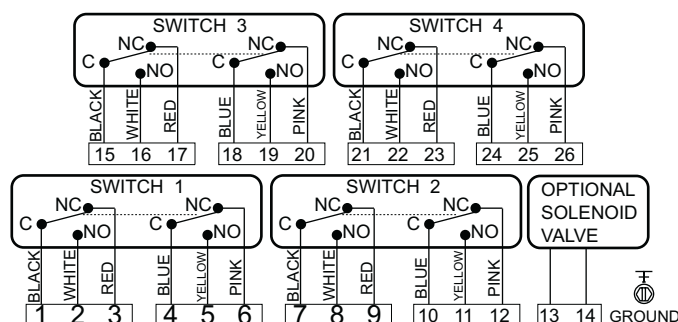 SWITCH 3
NC NC
C NO C NO
BLACK WHITE RED BLUE YELLOW PINK
15 16 17 18 19 20
SWITCH 4
NC NC
C NO C NO
BLACK WHITE RED BLUE YELLOW PINK
21 22 23 24 25 26
SWITCH 1
NC NC
C NO C NO
BLACK WHITE RED BLUE YELLOW PINK
1 2 3 4 5 6
SWITCH 2
NC NC
C NO C NO
BLACK WHITE RED BLUE YELLOW PINK
7 8 9 10 11 12
OPTIONAL
SOLENOID
VALVE
13 14 GROUND